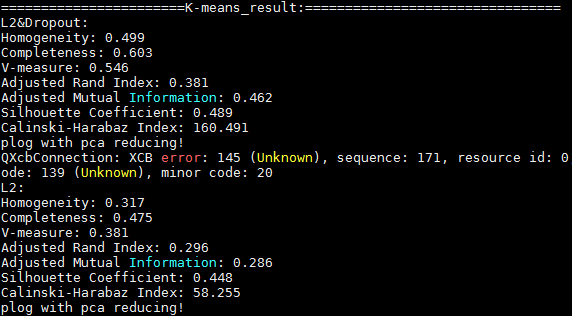 =======================K-means_result:================================
L2&Dropout:
Homogeneity: 0.499
Completeness: 0.603
V-measure: 0.546
Adjusted Rand Index: 0.381
Adjusted Mutual Information: 0.462
Silhouette Coefficient: 0.489
Calinski-Harabaz Index: 160.491
plog with pca reducing!
QXcbConnection: XCB error: 145 (Unknown), sequence: 171, resource id: 0
ode: 139 (Unknown), minor code: 20
L2:
Homogeneity: 0.317
Completeness: 0.475
V-measure: 0.381
Adjusted Rand Index: 0.296
Adjusted Mutual Information: 0.286
Silhouette Coefficient: 0.448
Calinski-Harabaz Index: 58.255
plog with pca reducing!